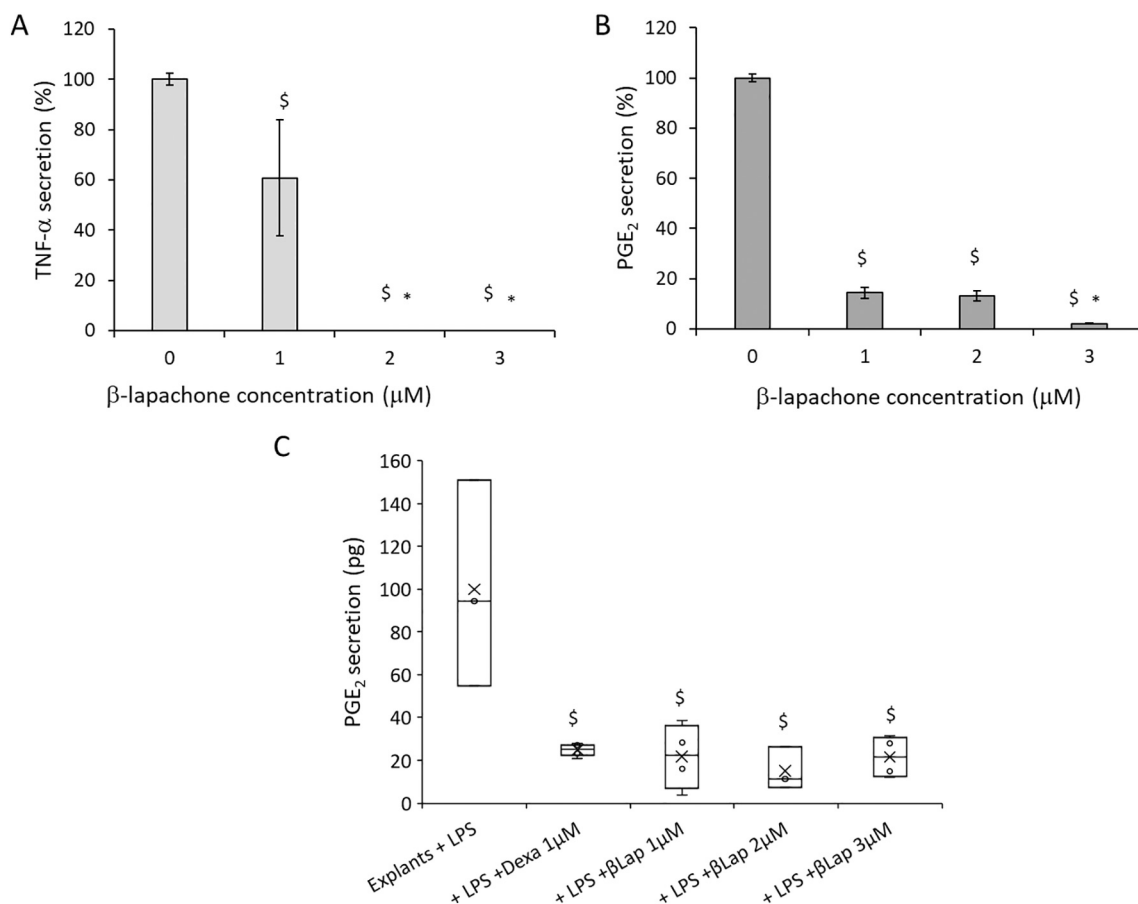 A
120
100
80
60
40
20
0
TNF-α secretion (%)
$
$ *
$ *
0 1 2 3
β-lapachone concentration (μM)
B
120
100
80
60
40
20
0
PGE₂ secretion (%)
$
$
$ *
0 1 2 3
β-lapachone concentration (μM)
C
160
140
120
100
80
60
40
20
0
PGE₂ secretion (pg)
$
$
$
$
Explants + LPS
+ LPS +Dexa 1μM
+ LPS +βLap 1μM
+ LPS +βLap 2μM
+ LPS +βLap 3μM